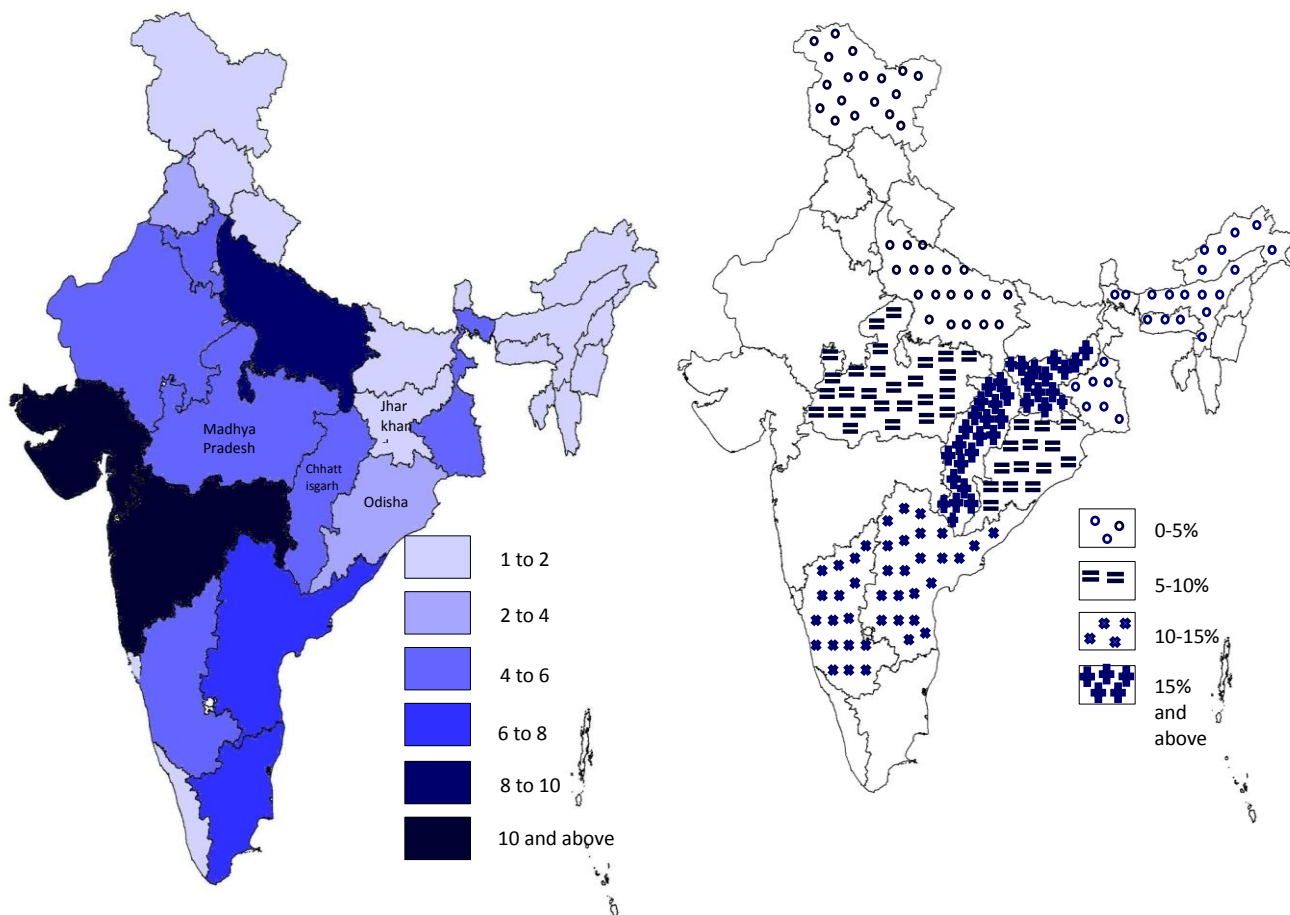 Madhya
Pradesh
Jhar
khan
Chhatt
isgarh
Odisha
1 to 2
2 to 4
4 to 6
6 to 8
8 to 10
10 and above
0-5%
5-10%
10-15%
15%
and
above